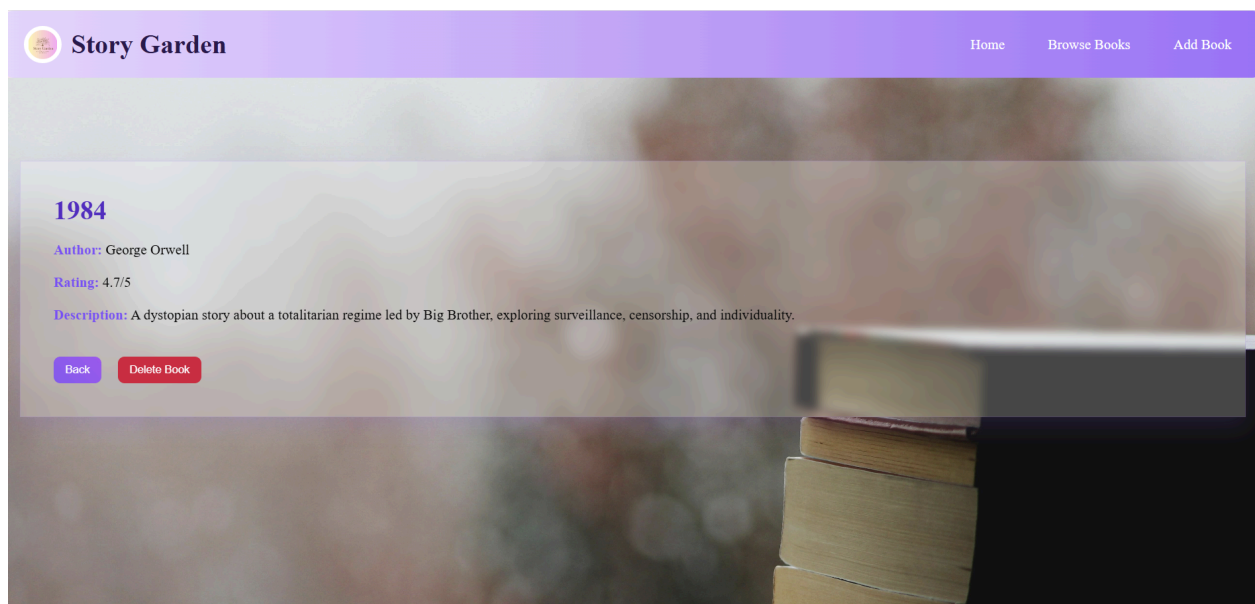 Story Garden
Home
Browse Books
Add Book
1984
Author: George Orwell
Rating: 4.7/5
Description: A dystopian story about a totalitarian regime led by Big Brother, exploring surveillance, censorship, and individuality.
Back
Delete Book